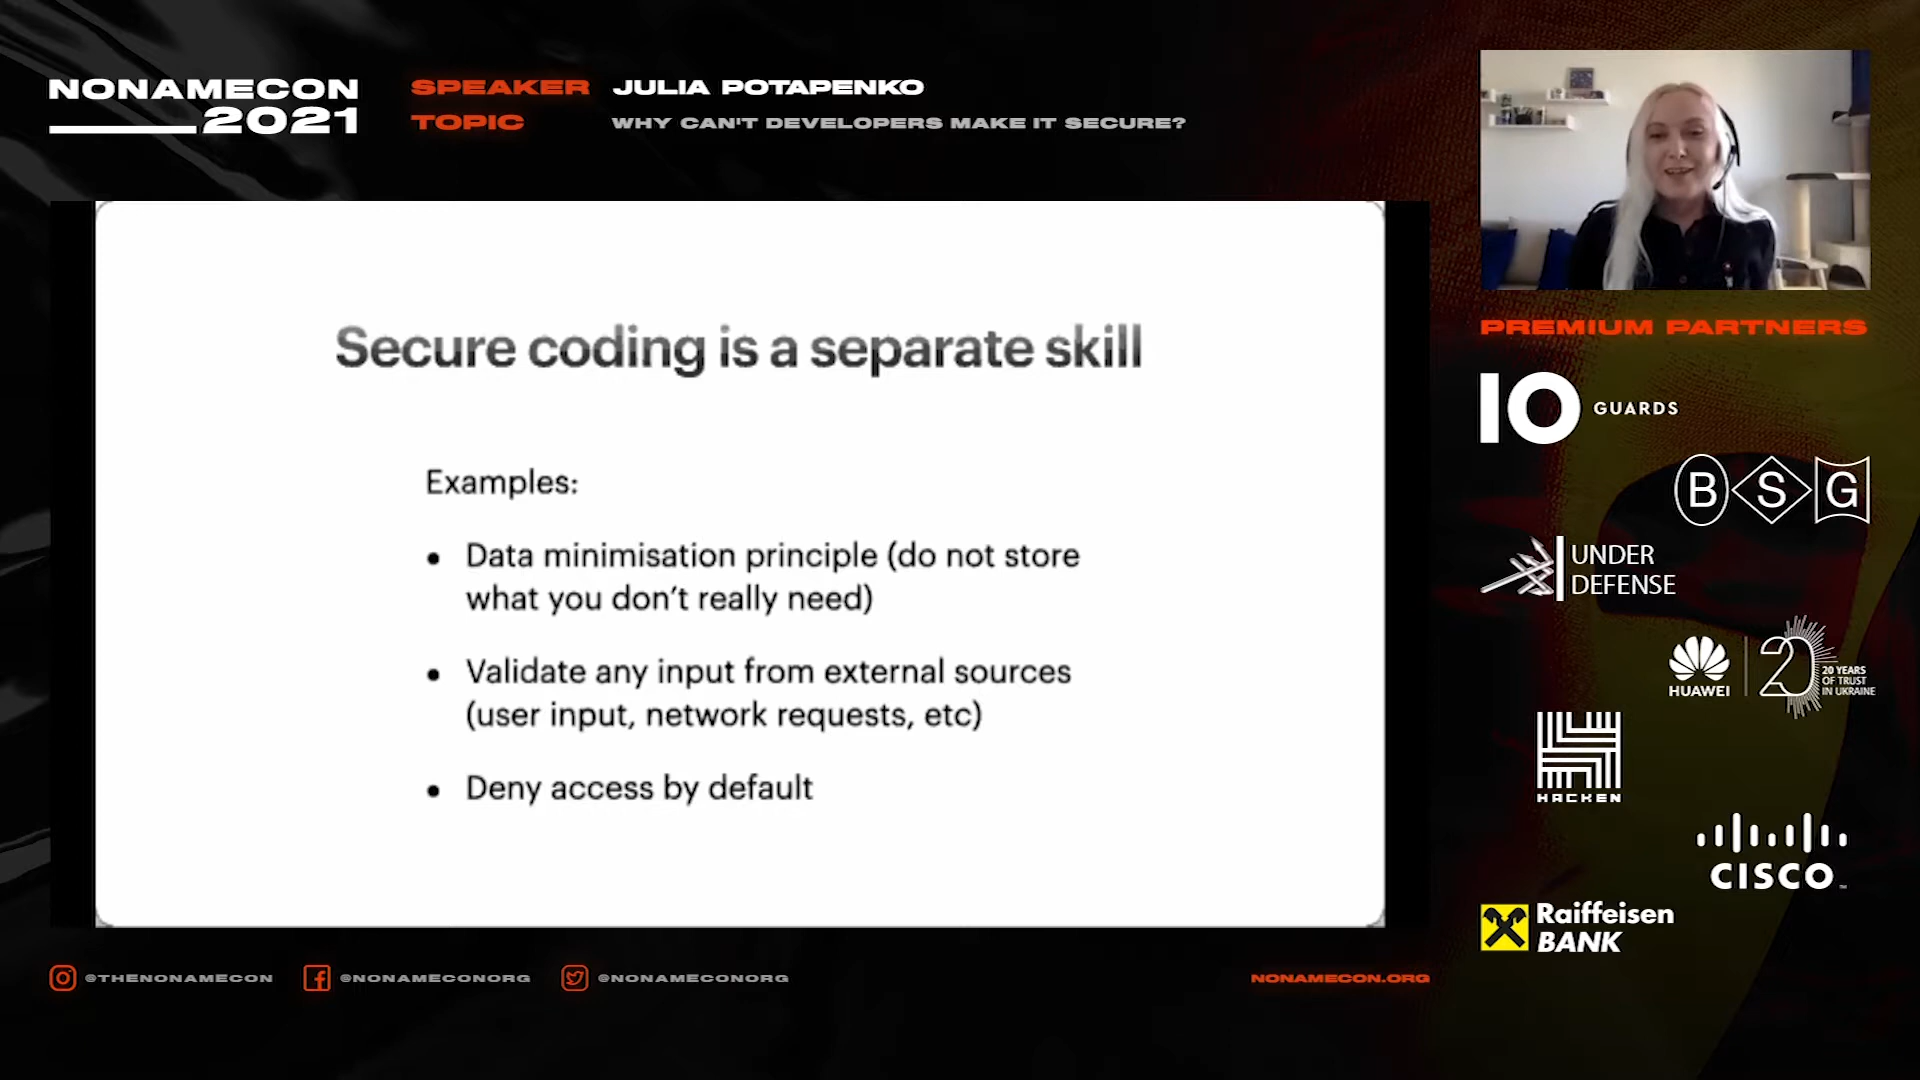 NONAMECON
2021
SPEAKER JULIA POTAPENKO
TOPIC WHY CAN'T DEVELOPERS MAKE IT SECURE?
Secure coding is a separate skill
Examples:
• Data minimisation principle (do not store
what you don't really need)
• Validate any input from external sources
(user input, network requests, etc)
• Deny access by default
PREMIUM PARTNERS
10 GUARDS
B S G
UNDER
DEFENSE
HUAWEI
20
20 YEARS
OF TRUST
IN UKRAINE
HACKEN
CISCO
Raiffeisen
BANK
@THENONAMECON @NONAMECONORG @NONAMECONORG NONAMECON.ORG